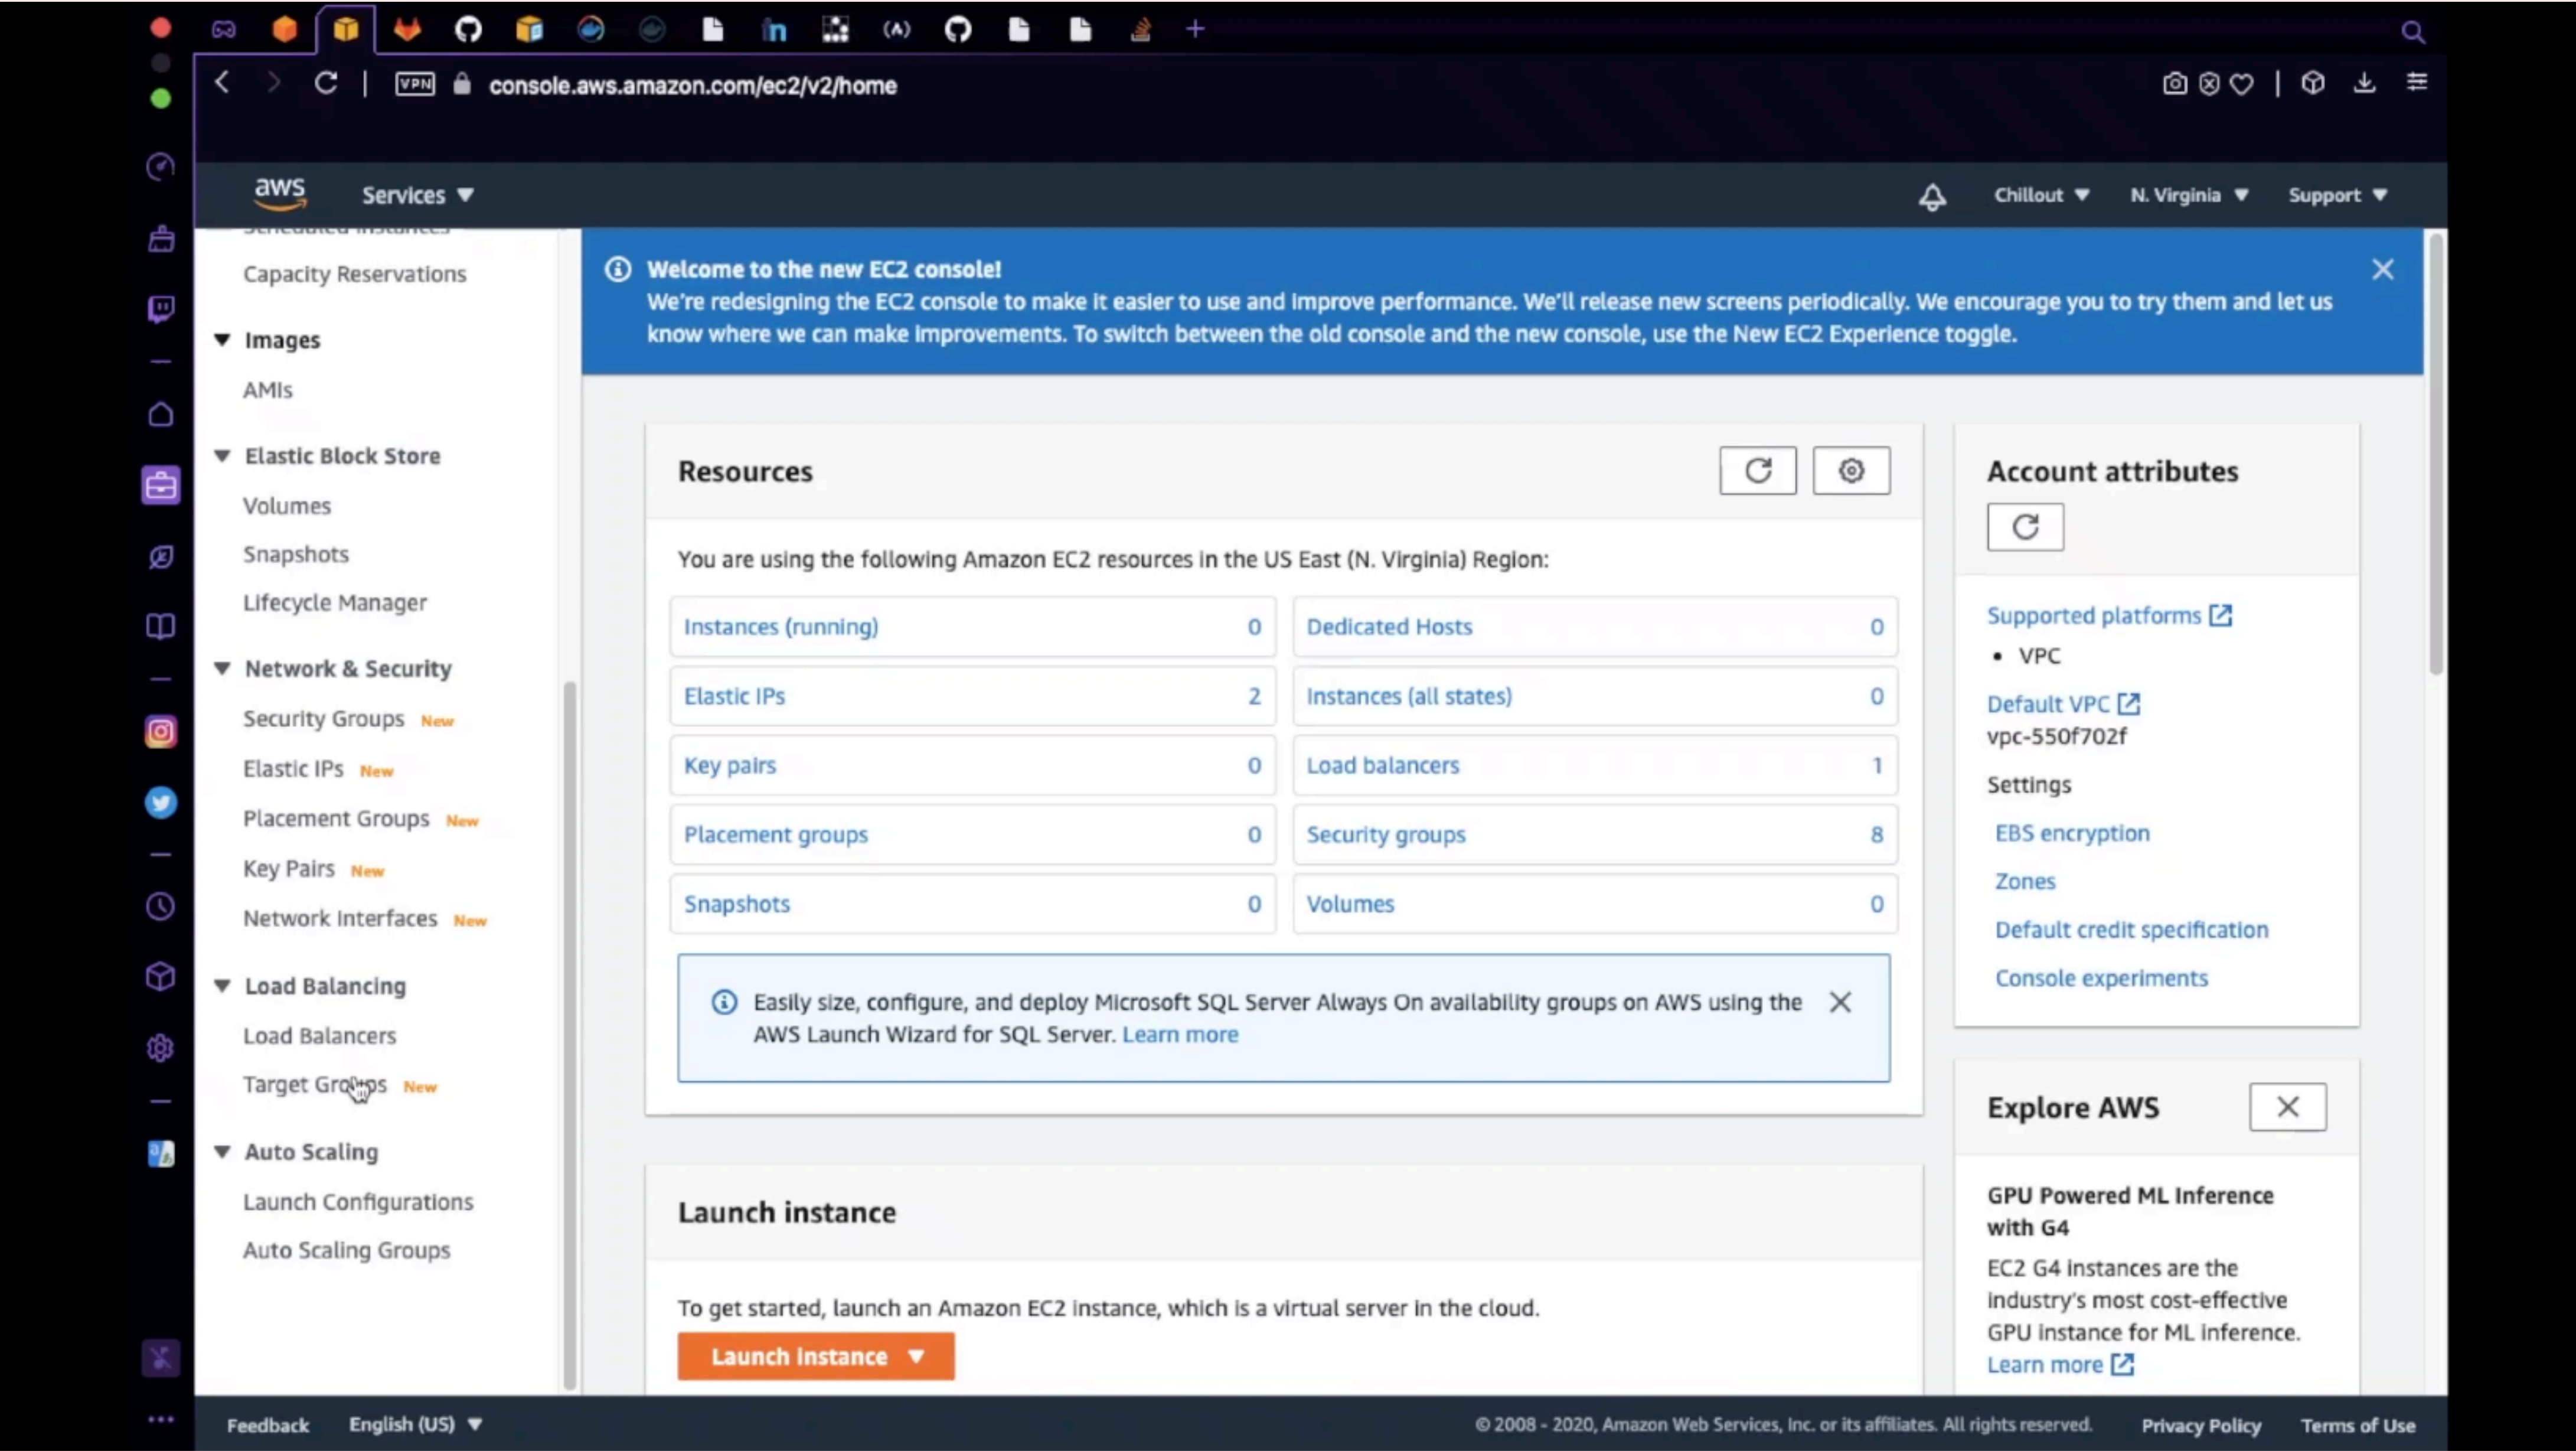 VPN console.aws.amazon.com/ec2/v2/home
aws Services Chillout N. Virginia Support
Scheduled Instances
Capacity Reservations
Images
AMIs
Elastic Block Store
Volumes
Snapshots
Lifecycle Manager
Network & Security
Security Groups New
Elastic IPs New
Placement Groups New
Key Pairs New
Network Interfaces New
Load Balancing
Load Balancers
Target Groups New
Auto Scaling
Launch Configurations
Auto Scaling Groups
Welcome to the new EC2 console!
We're redesigning the EC2 console to make it easier to use and improve performance. We'll release new screens periodically. We encourage you to try them and let us
know where we can make improvements. To switch between the old console and the new console, use the New EC2 Experience toggle.
Resources
You are using the following Amazon EC2 resources in the US East (N. Virginia) Region:
Instances (running) 0
Dedicated Hosts 0
Elastic IPs 2
Instances (all states) 0
Key pairs 0
Load balancers 1
Placement groups 0
Security groups 8
Snapshots 0
Volumes 0
Easily size, configure, and deploy Microsoft SQL Server Always On availability groups on AWS using the
AWS Launch Wizard for SQL Server. Learn more
Launch instance
To get started, launch an Amazon EC2 instance, which is a virtual server in the cloud.
Launch instance
Account attributes
Supported platforms
• VPC
Default VPC
vpc-550f702f
Settings
EBS encryption
Zones
Default credit specification
Console experiments
Explore AWS
GPU Powered ML Inference
with G4
EC2 G4 instances are the
industry's most cost-effective
GPU instance for ML inference.
Learn more
Feedback English (US) © 2008 - 2020, Amazon Web Services, Inc. or its affiliates. All rights reserved. Privacy Policy Terms of Use